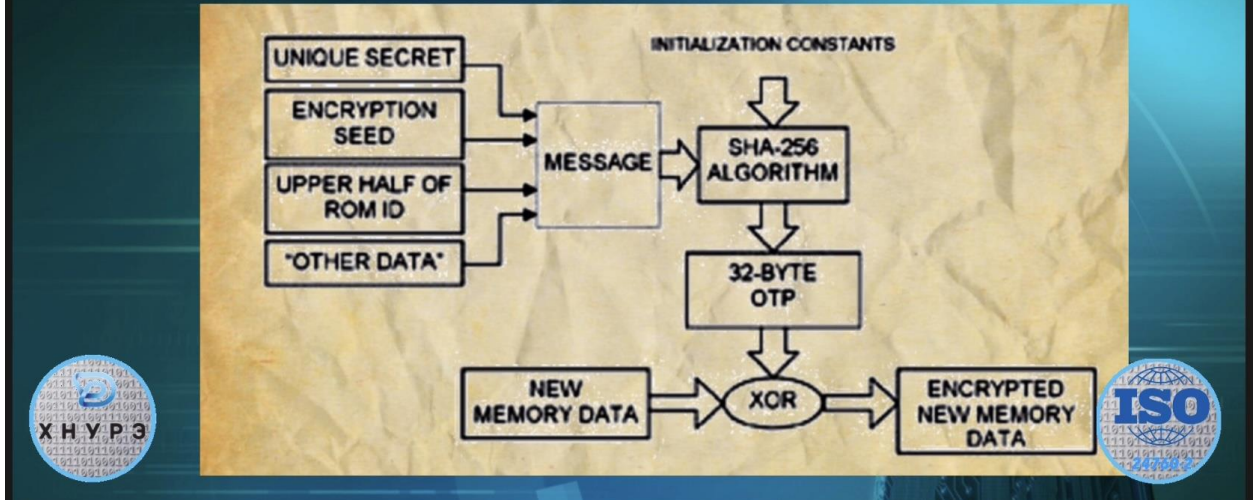 UNIQUE SECRET
ENCRYPTION
SEED
UPPER HALF OF
ROM ID
"OTHER DATA"
MESSAGE
INITIALIZATION CONSTANTS
SHA-256
ALGORITHM
32-BYTE
OTP
NEW
MEMORY DATA
XOR
ENCRYPTED
NEW MEMORY
DATA
ХНУРЭ
ISO